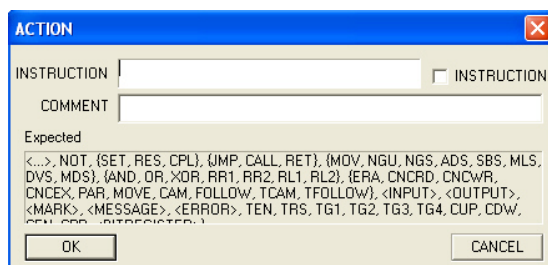 ACTION
INSTRUCTION
INSTRUCTION
COMMENT
Expected
<...>, NOT, {SET, RES, CPL}, {JMP, CALL, RET}, {MOV, NGU, NGS, ADS, SBS, MLS,
DVS, MDS}, {AND, OR, XOR, RR1, RR2, RL1, RL2}, {ERA, CNCRD, CNCWR,
CNCEX, PAR, MOVE, CAM, FOLLOW, TCAM, TFOLLOW}, <INPUT>, <OUTPUT>,
<MARK>, <MESSAGE>, <ERROR>, TEN, TRS, TG1, TG2, TG3, TG4, CUP, CDW,
OK
CANCEL